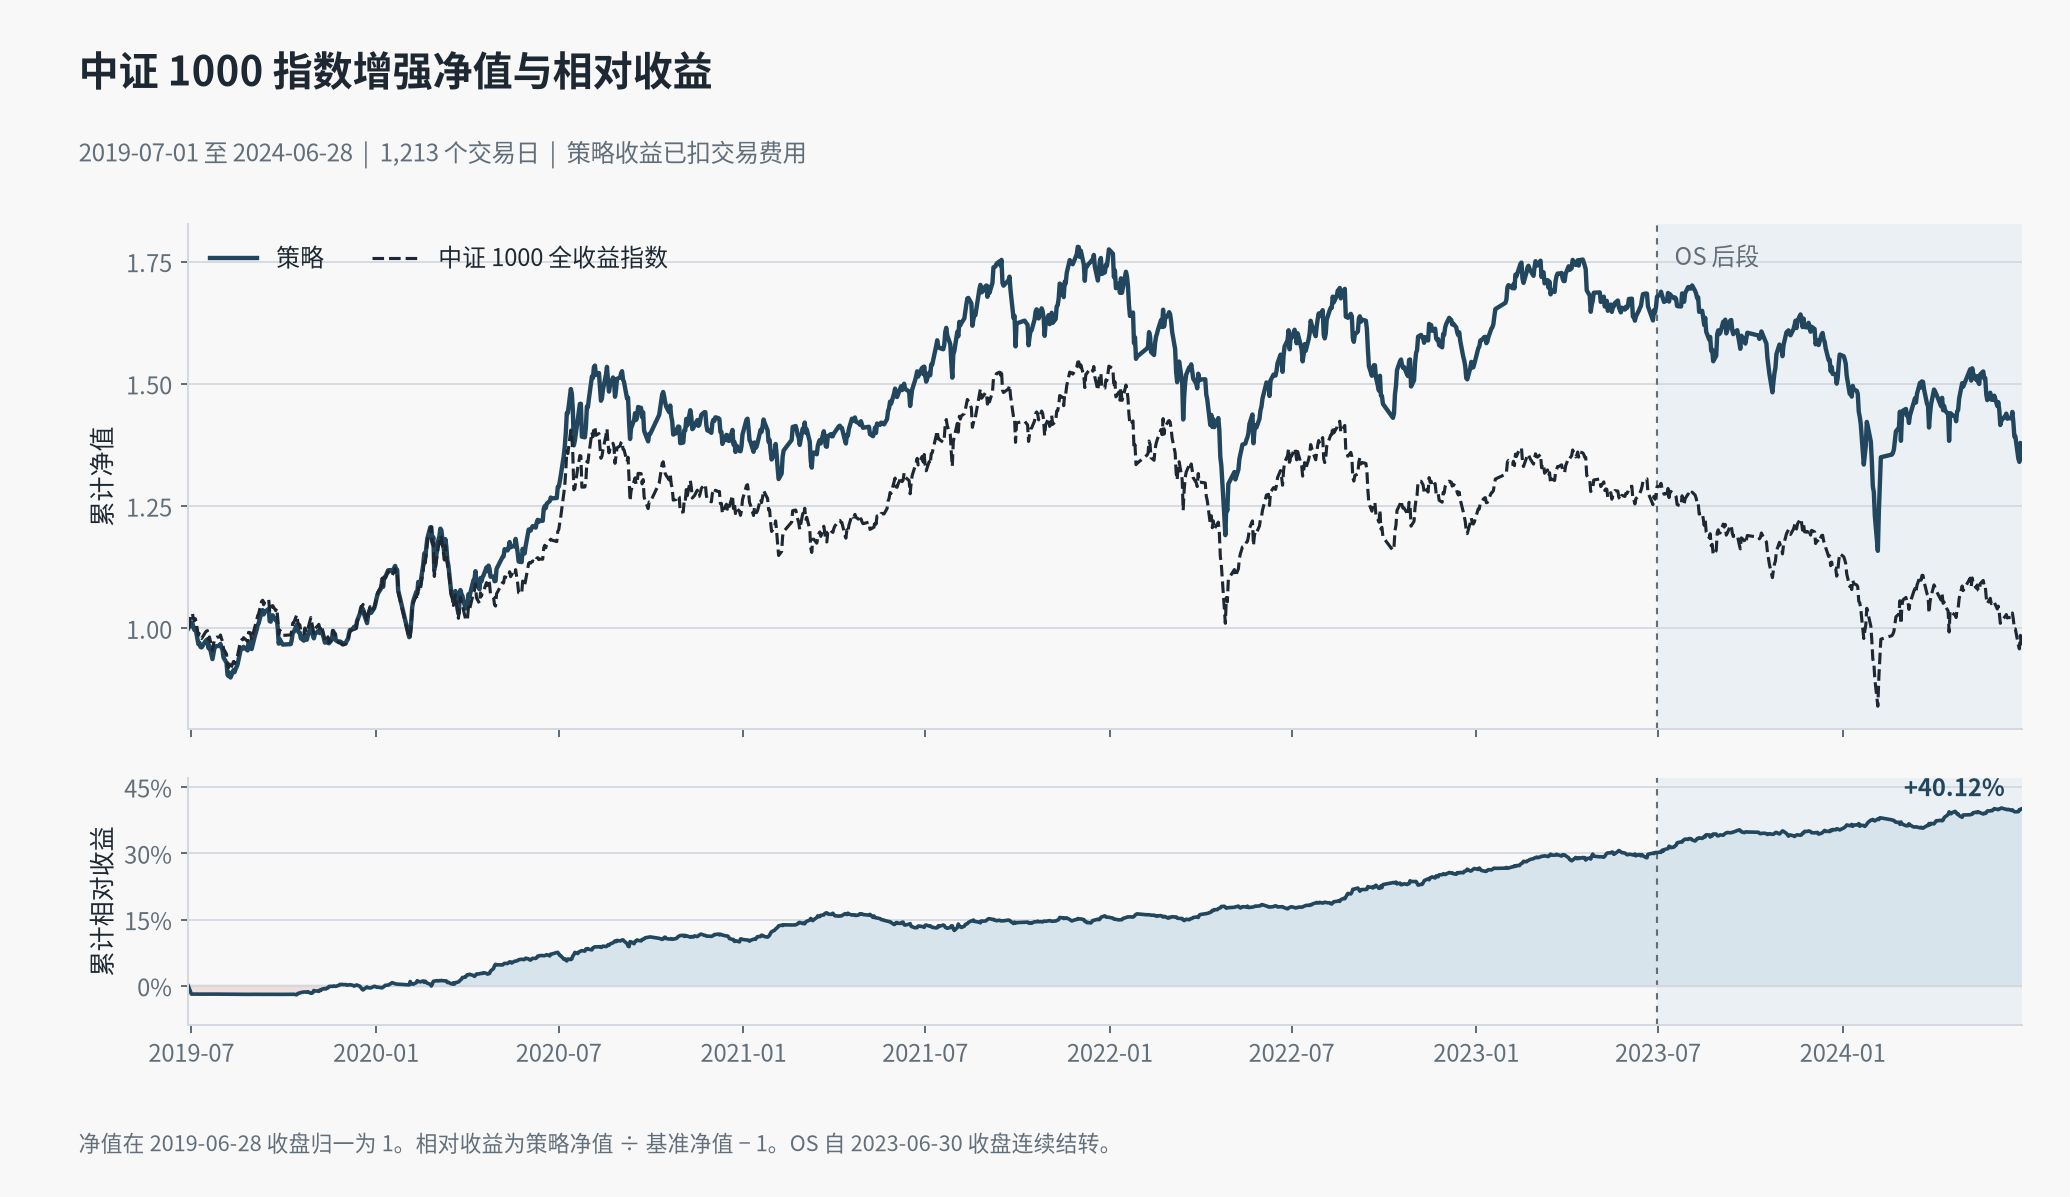 中证 1000 指数增强净值与相对收益
2019-07-01 至 2024-06-28 | 1,213 个交易日 | 策略收益已扣交易费用
策略
中证 1000 全收益指数
OS 后段
累计净值
1.75
1.50
1.25
1.00
累计相对收益
45%
30%
15%
0%
+40.12%
2019-07
2020-01
2020-07
2021-01
2021-07
2022-01
2022-07
2023-01
2023-07
2024-01
净值在 2019-06-28 收盘归一为 1。相对收益为策略净值 ÷ 基准净值 − 1。OS 自 2023-06-30 收盘连续结转。